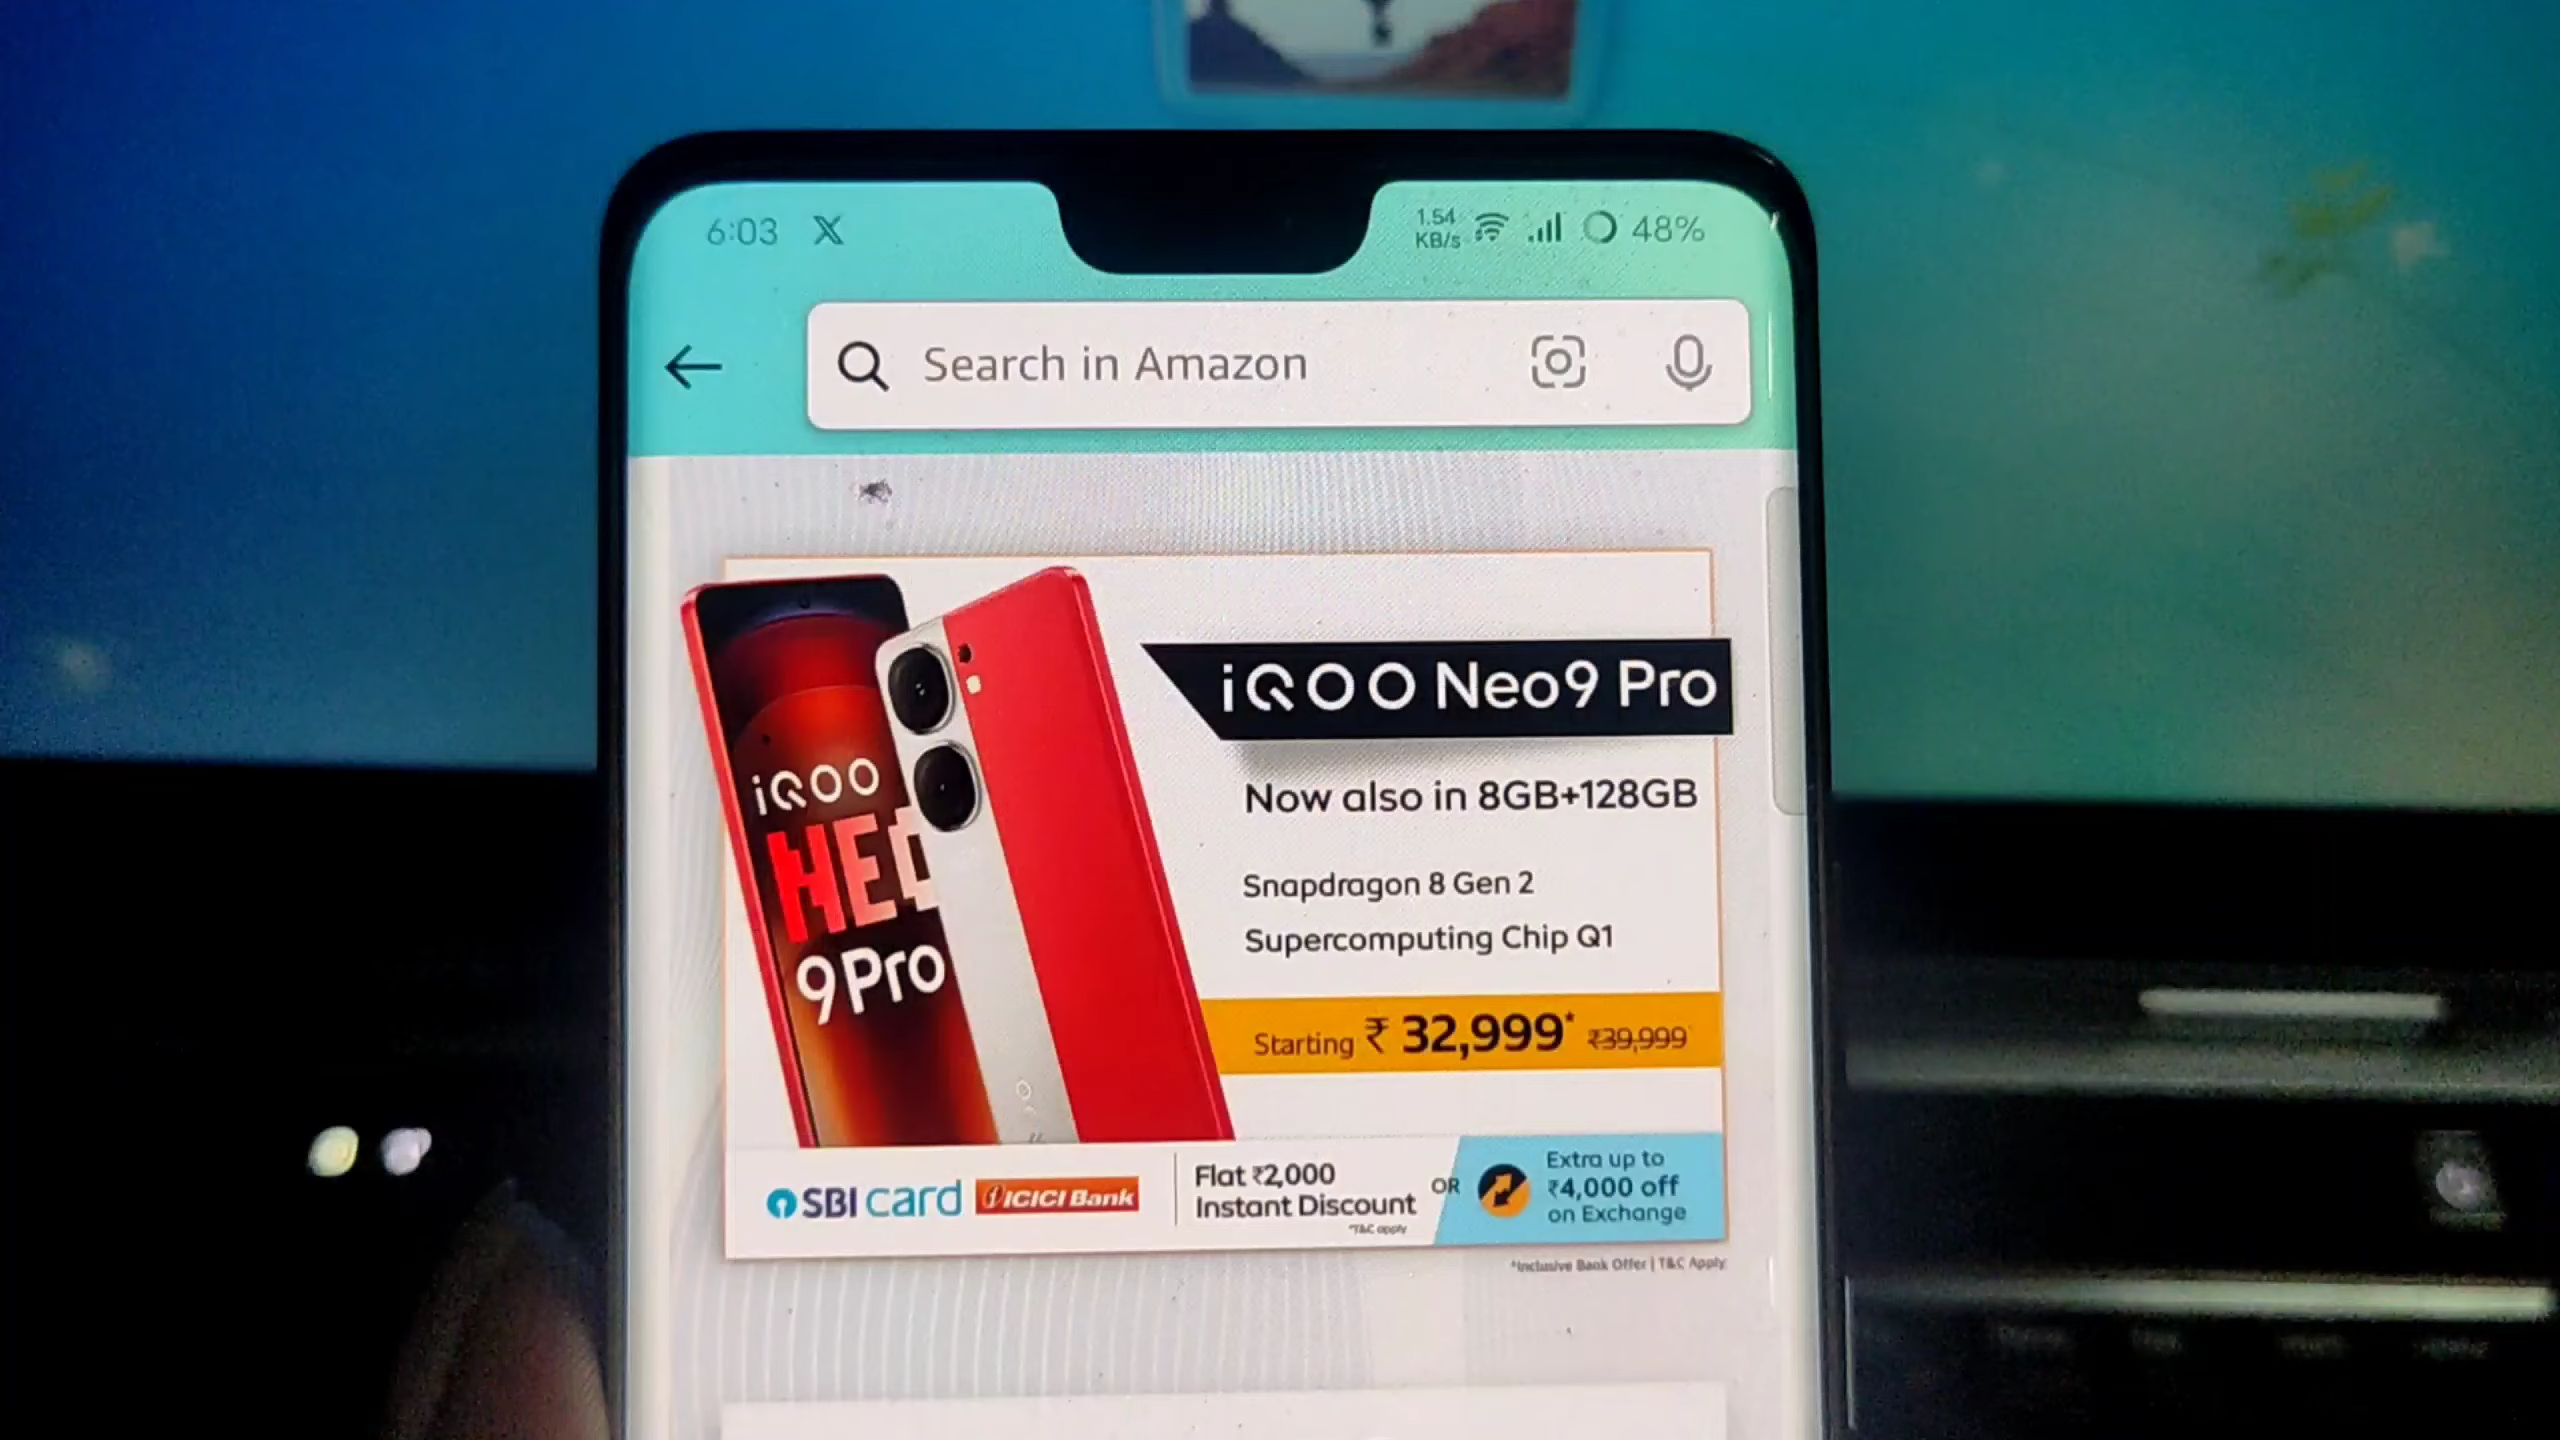 6:03 X 1.54 KB/s 48%
Search in Amazon
iQOO
NEO
9Pro
iQOO Neo9 Pro
Now also in 8GB+128GB
Snapdragon 8 Gen 2
Supercomputing Chip Q1
Starting ₹ 32,999* ₹39,999
SBI card ICICI Bank
Flat ₹2,000
Instant Discount
*T&C apply
OR
Extra up to
₹4,000 off
on Exchange
*Inclusive Bank Offer | T&C Apply